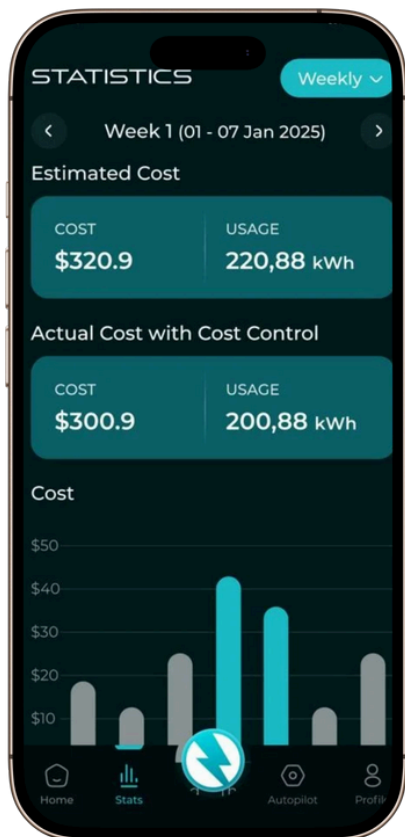 STATISTICS
Weekly
Week 1 (01 - 07 Jan 2025)
Estimated Cost
COST USAGE
$320.9 220,88 kWh
Actual Cost with Cost Control
COST USAGE
$300.9 200,88 kWh
Cost
$50
$40
$30
$20
$10
Home Stats Autopilot Profile